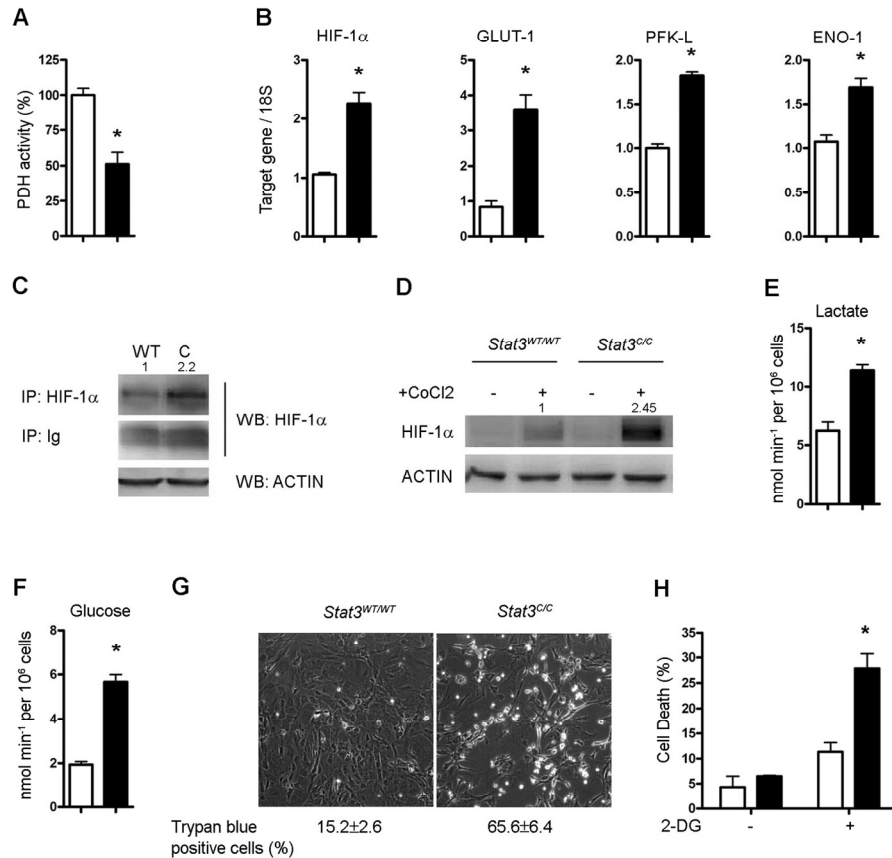 A
PDH activity (%)
125
100
75
50
25
0
*
B
Target gene / 18S
HIF-1α
3
2
1
0
*
GLUT-1
5
4
3
2
1
0
*
PFK-L
2.0
1.5
1.0
0.5
0.0
*
ENO-1
2.0
1.5
1.0
0.5
0.0
*
C
WT C
1 2.2
IP: HIF-1α
IP: Ig
WB: HIF-1α
WB: ACTIN
D
Stat3WT/WT Stat3C/C
+CoCl2 - + - +
1 2.45
HIF-1α
ACTIN
E
Lactate
nmol min-1 per 106 cells
15
10
5
0
*
F
Glucose
nmol min-1 per 106 cells
8
6
4
2
0
*
G
Stat3WT/WT Stat3C/C
Trypan blue 15.2±2.6 65.6±6.4
positive cells (%)
H
Cell Death (%)
35
30
25
20
15
10
5
0
*
2-DG - +